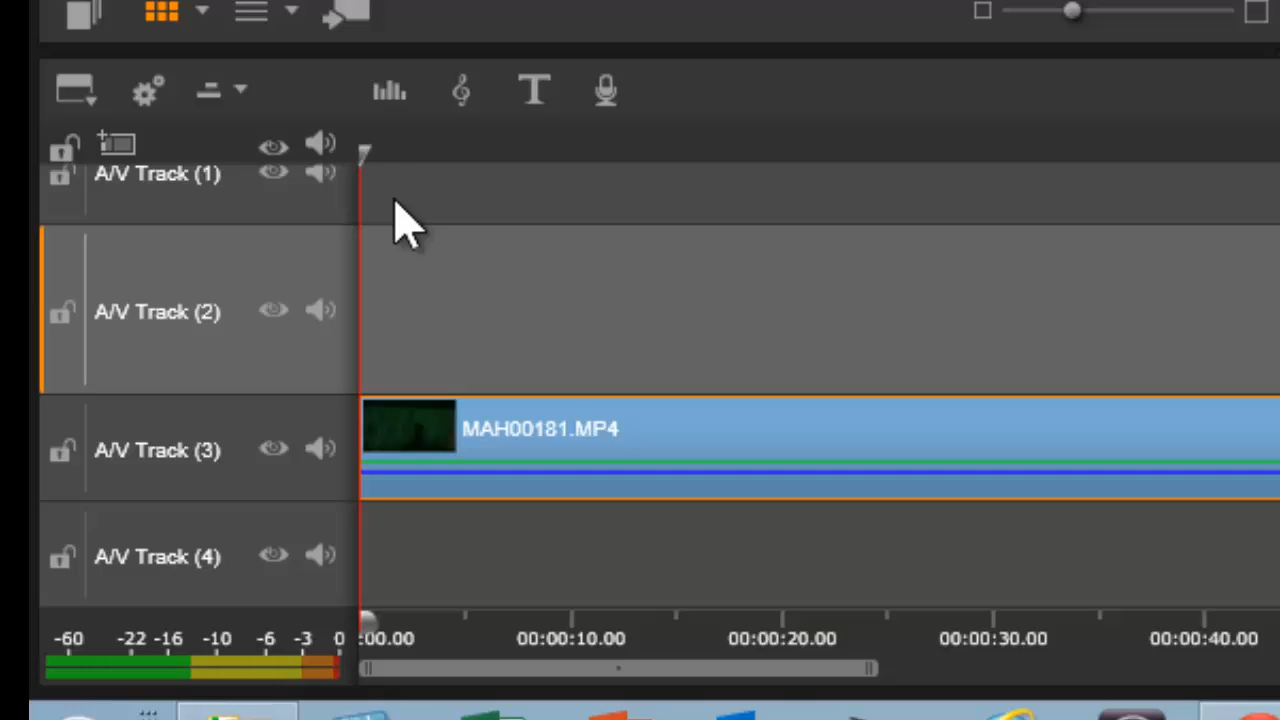 T
A/V Track (1)
A/V Track (2)
A/V Track (3)
MAH00181.MP4
A/V Track (4)
-60 -22 -16 -10 -6 -3 0 :00.00 00:00:10.00 00:00:20.00 00:00:30.00 00:00:40.00